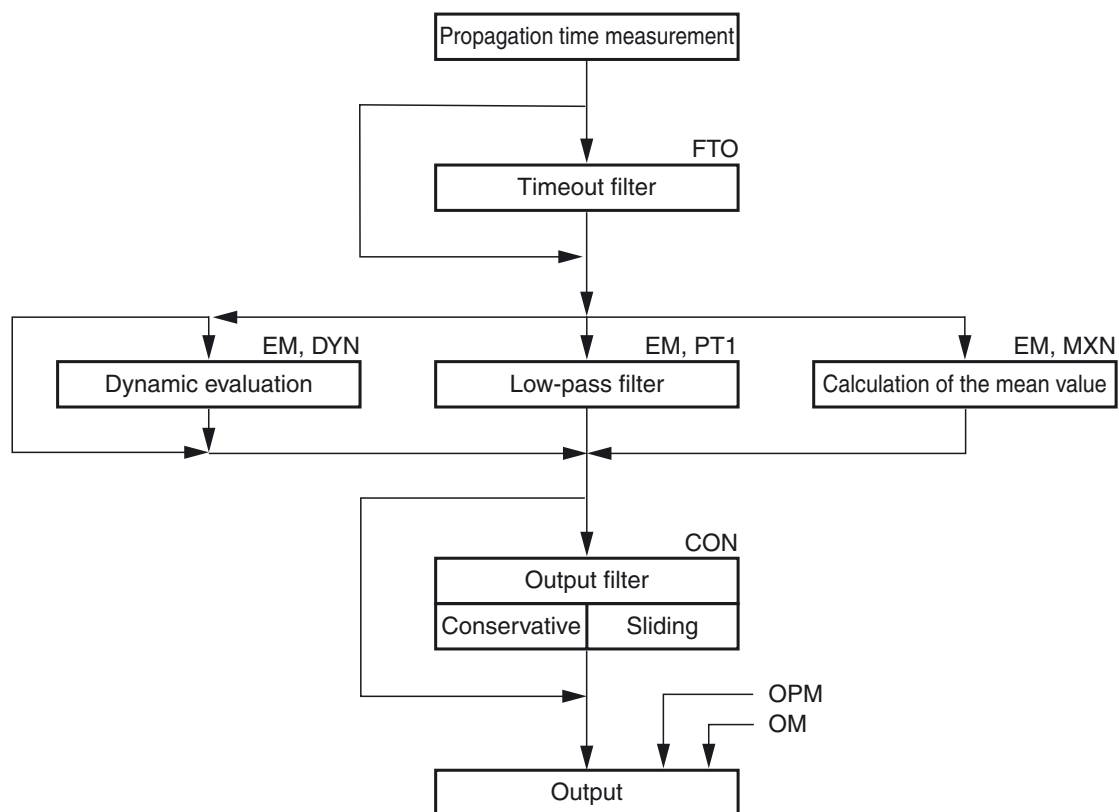 Propagation time measurement
FTO
Timeout filter
EM, DYN
Dynamic evaluation
EM, PT1
Low-pass filter
EM, MXN
Calculation of the mean value
CON
Output filter
Conservative
Sliding
OPM
OM
Output